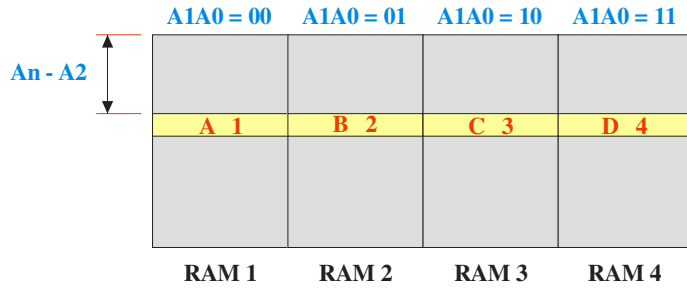 A1A0 = 00 A1A0 = 01 A1A0 = 10 A1A0 = 11
An - A2
A 1 B 2 C 3 D 4
RAM 1 RAM 2 RAM 3 RAM 4